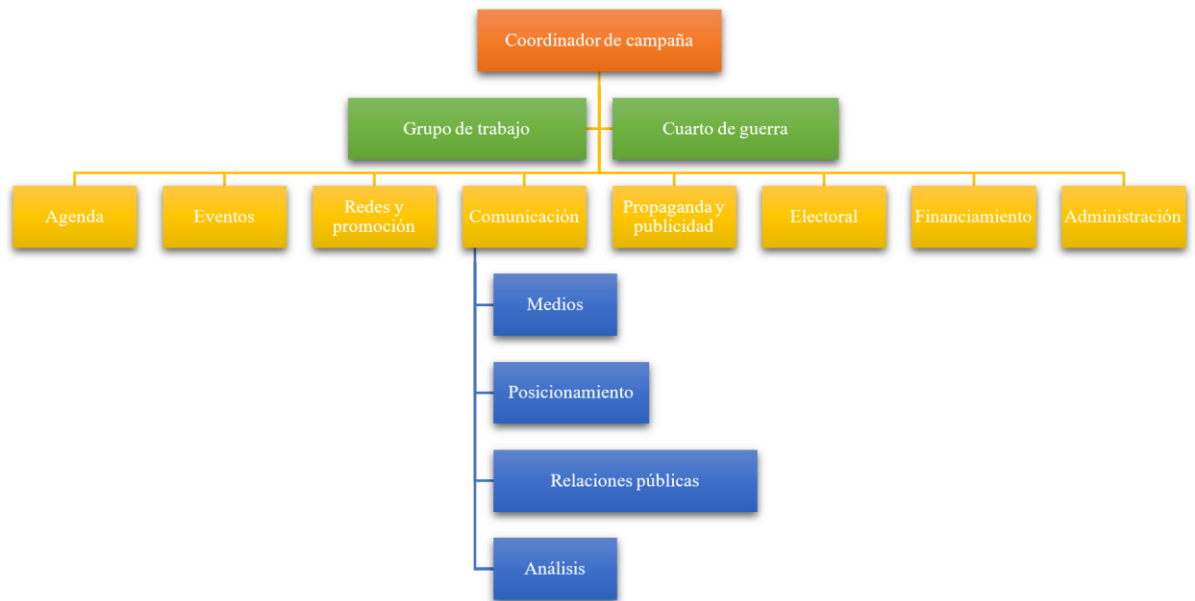 Coordinador de campaña
Grupo de trabajo
Cuarto de guerra
Agenda
Eventos
Redes y
promoción
Comunicación
Propaganda y
publicidad
Electoral
Financiamiento
Administración
Medios
Posicionamiento
Relaciones públicas
Análisis